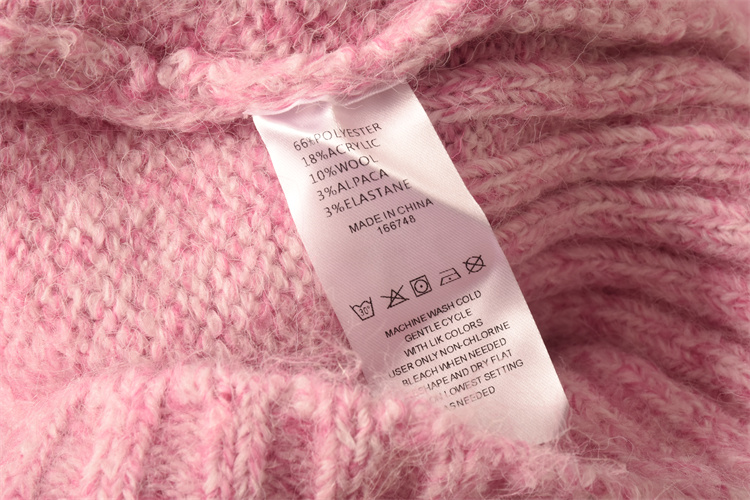 66%POLYESTER
18%ACRYLIC
10%WOOL
3%ALPACA
3%ELASTANE
MADE IN CHINA
166748
30°
MACHINE WASH COLD
GENTLE CYCLE
WITH LIK COLORS
USER ONLY NON-CHLORINE
BLEACH WHEN NEEDED
SHAPE AND DRY FLAT
LOWEST SETTING
AS NEEDED